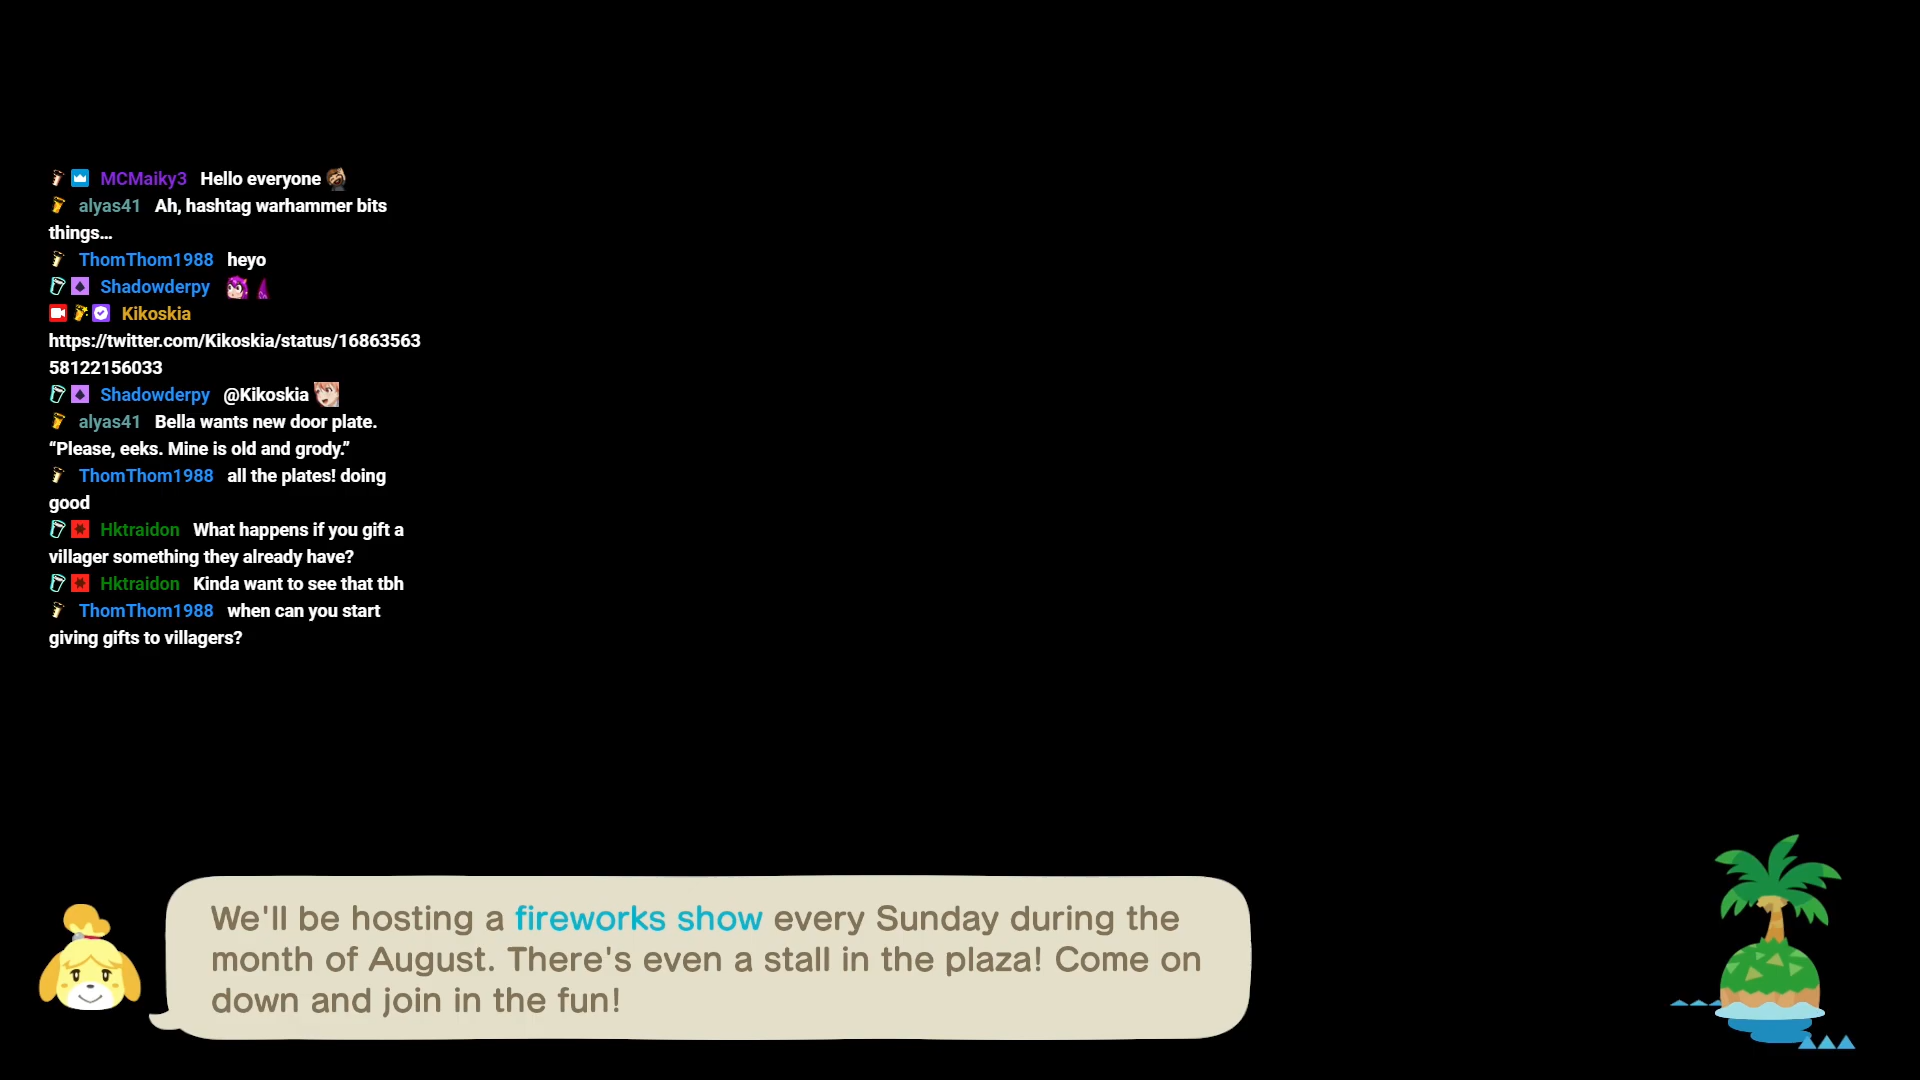 MCMaiky3 Hello everyone
alyas41 Ah, hashtag warhammer bits
things...
ThomThom1988 heyo
Shadowderpy
Kikoskia
https://twitter.com/Kikoskia/status/16863563
58122156033
Shadowderpy @Kikoskia
alyas41 Bella wants new door plate.
“Please, eeks. Mine is old and grody.”
ThomThom1988 all the plates! doing
good
Hktraidon What happens if you gift a
villager something they already have?
Hktraidon Kinda want to see that tbh
ThomThom1988 when can you start
giving gifts to villagers?
We'll be hosting a fireworks show every Sunday during the
month of August. There's even a stall in the plaza! Come on
down and join in the fun!